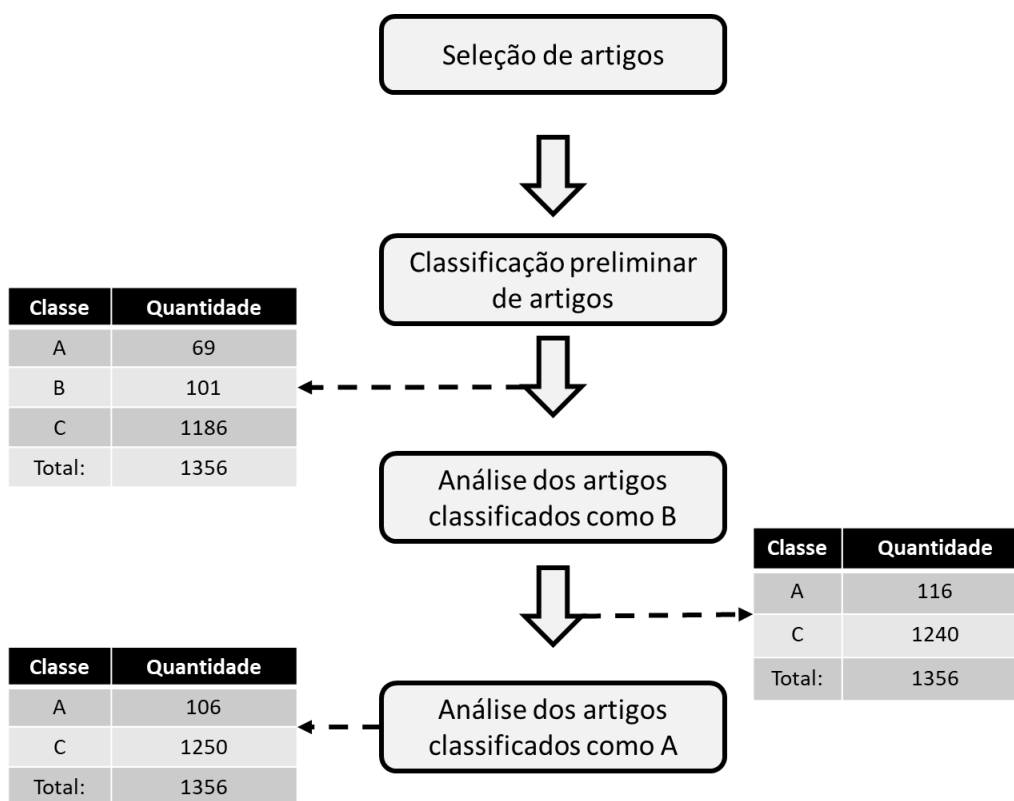 Seleção de artigos
Classificação preliminar
de artigos
Classe Quantidade
A 69
B 101
C 1186
Total: 1356
Análise dos artigos
classificados como B
Classe Quantidade
A 116
C 1240
Total: 1356
Análise dos artigos
classificados como A
Classe Quantidade
A 106
C 1250
Total: 1356